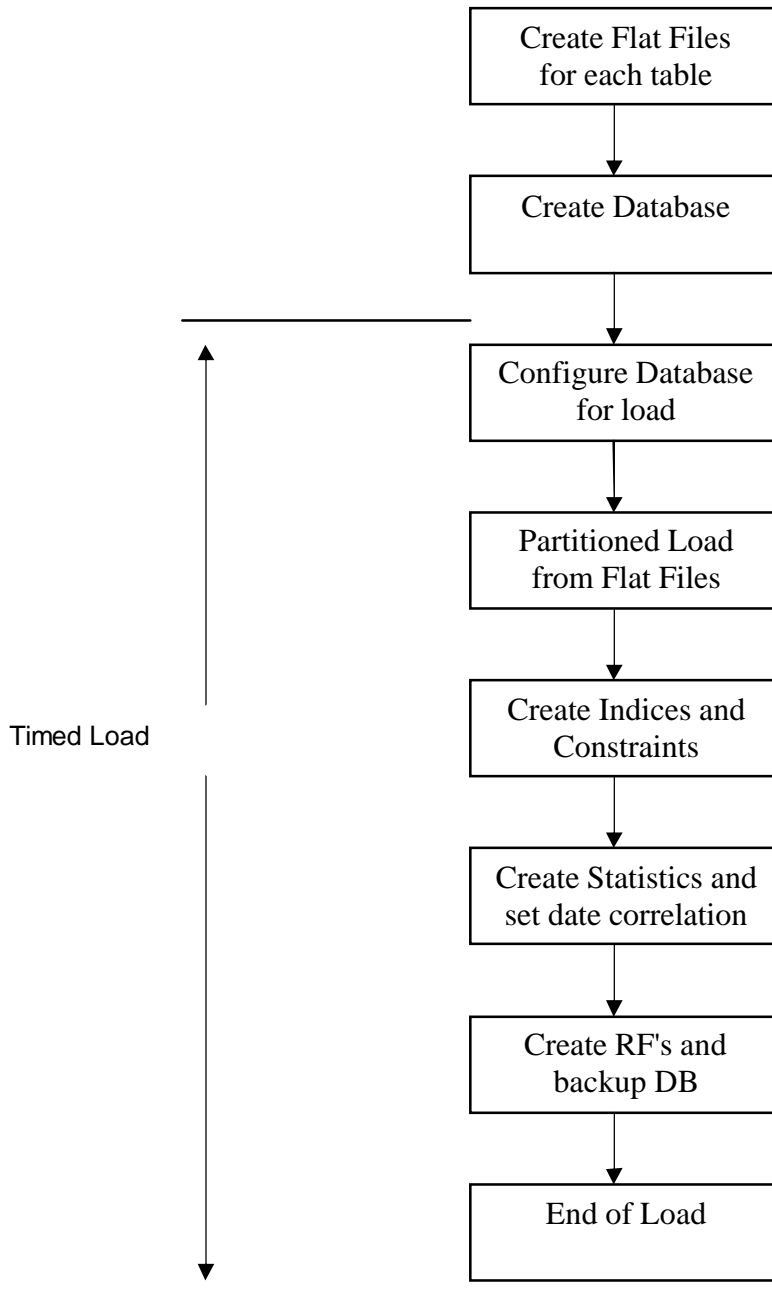 Create Flat Files
for each table
Create Database
Configure Database
for load
Partitioned Load
from Flat Files
Create Indices and
Constraints
Timed Load
Create Statistics and
set date correlation
Create RF's and
backup DB
End of Load